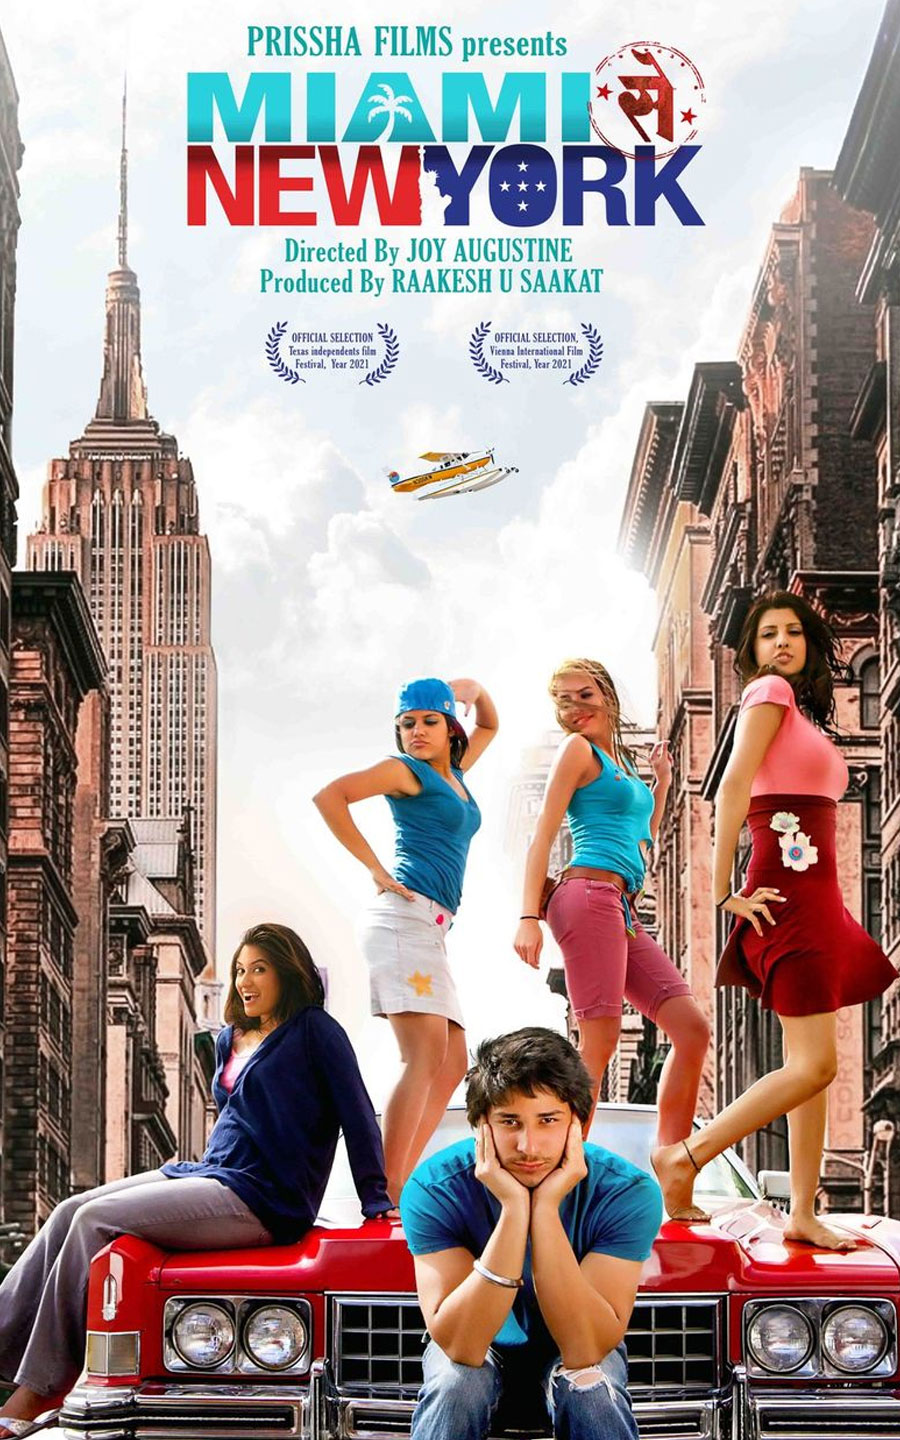 PRISSHA FILMS presents
MIAMI से
NEW YORK
Directed By JOY AUGUSTINE
Produced By RAAKESH U SAAKAT
OFFICIAL SELECTION
Texas independents film
Festival, Year 2021
OFFICIAL SELECTION,
Vienna International Film
Festival, Year 2021